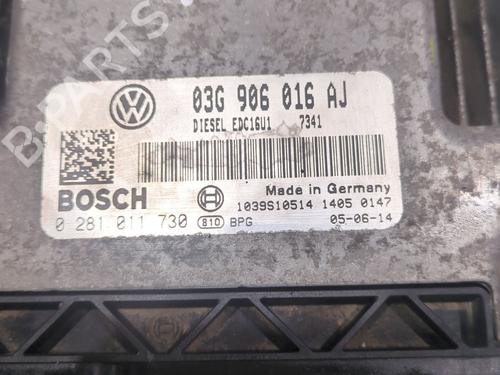 03G 906 016 AJ
DIESEL EDC16U1 7341
BOSCH
Made in Germany
1039S10514 1405 0147
0 281 011 730 810 BPG 05-06-14